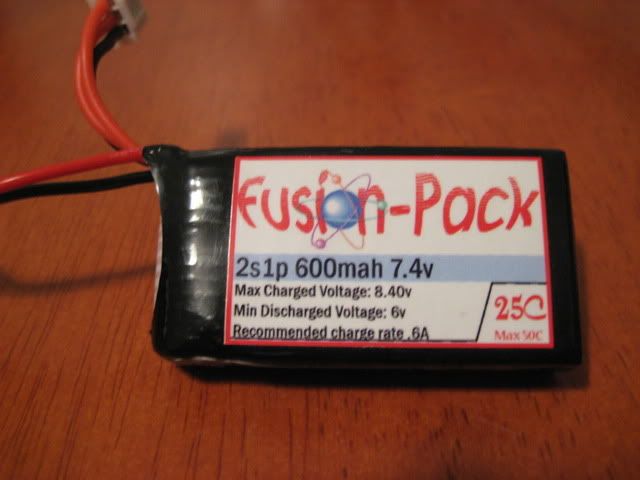 Fusion-Pack
2s1p 600mah 7.4v
Max Charged Voltage: 8.40v
Min Discharged Voltage: 6v
Recommended charge rate .6A
25C
Max 50C